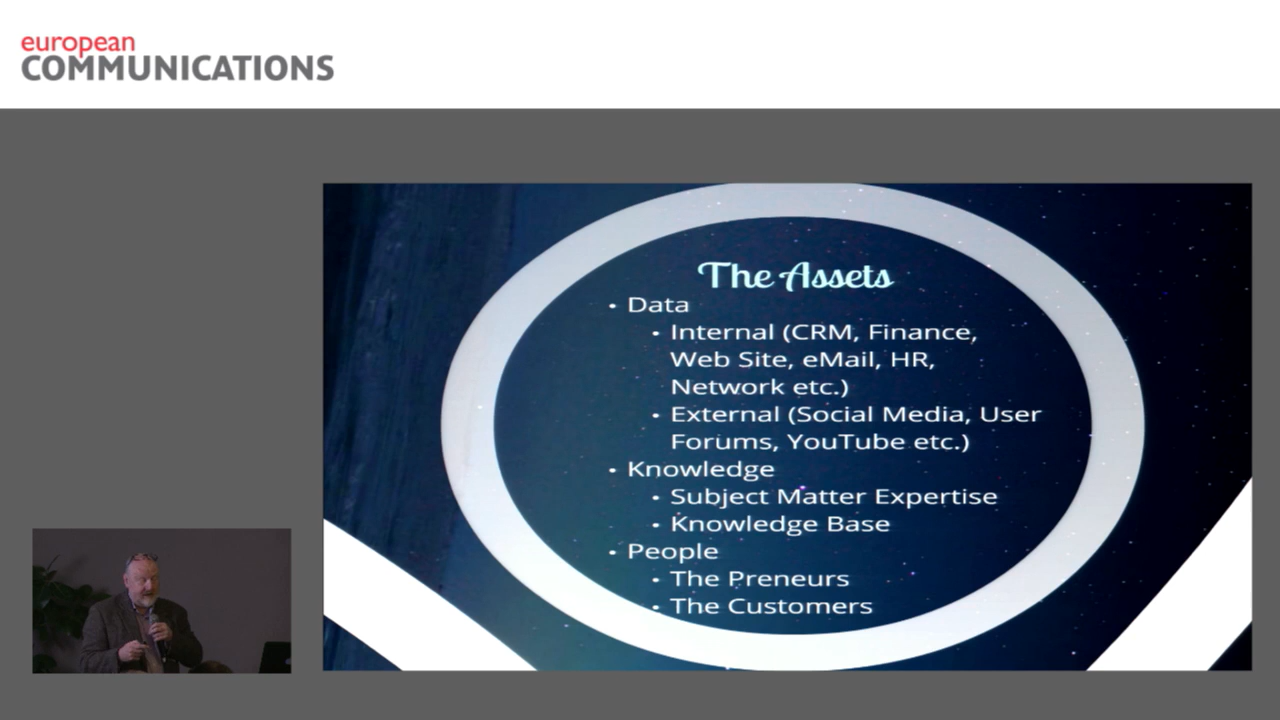 european
COMMUNICATIONS
The Assets
• Data
• Internal (CRM, Finance,
Web Site, eMail, HR,
Network etc.)
• External (Social Media, User
Forums, YouTube etc.)
• Knowledge
• Subject Matter Expertise
• Knowledge Base
• People
• The Preneurs
• The Customers